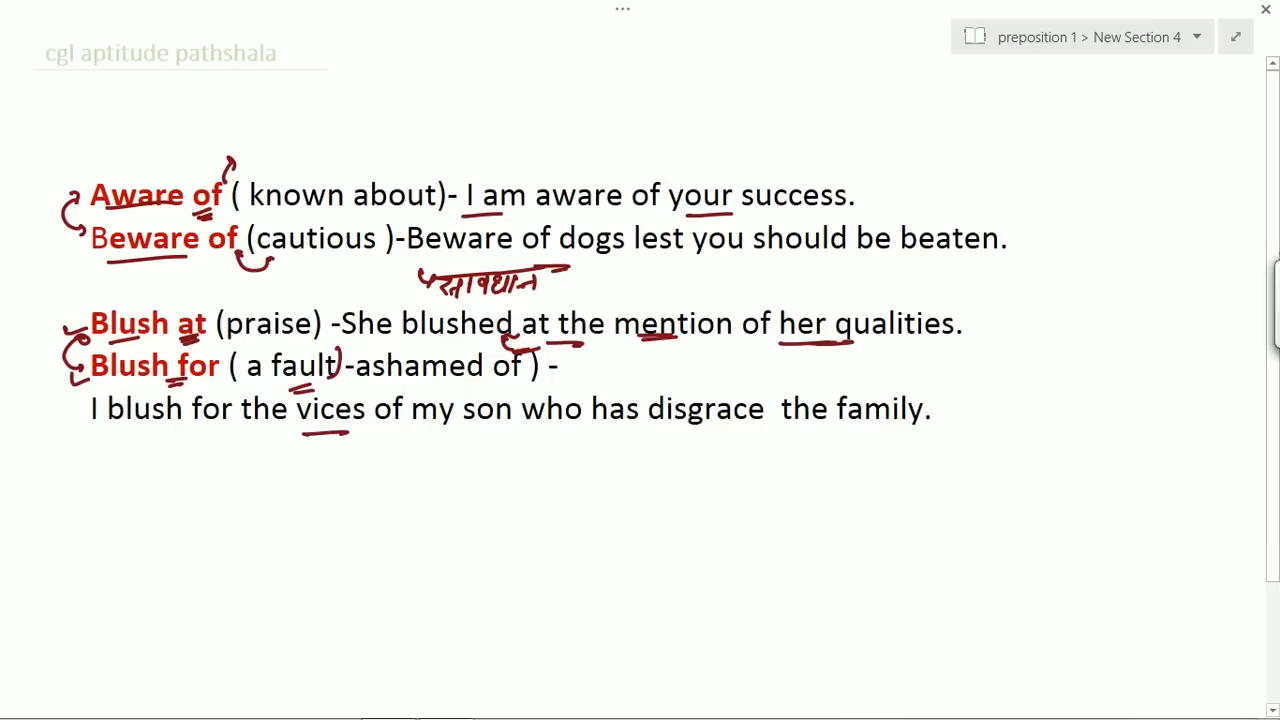 cgl aptitude pathshala
preposition 1 > New Section 4
Aware of ( known about)- I am aware of your success.
Beware of (cautious )-Beware of dogs lest you should be beaten.
सावधान
Blush at (praise) -She blushed at the mention of her qualities.
Blush for ( a fault)-ashamed of ) -
I blush for the vices of my son who has disgrace the family.